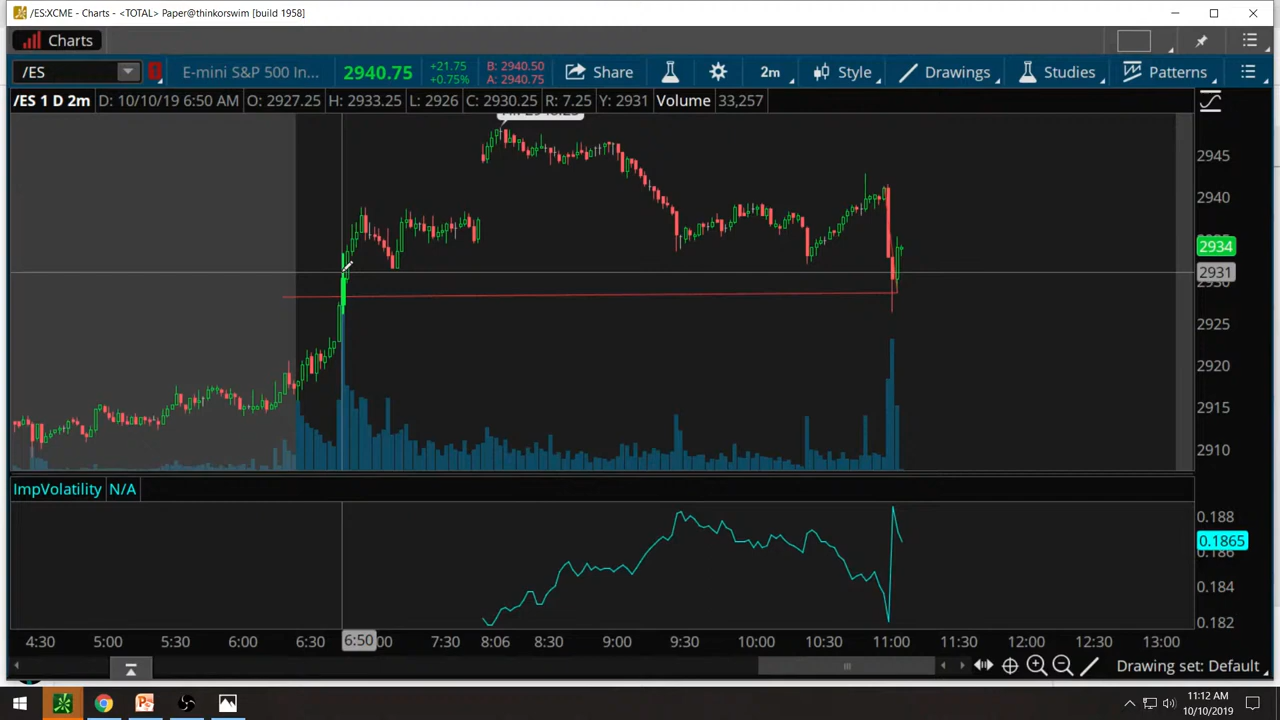 /ES:XCME - Charts - <TOTAL> Paper@thinkorswim [build 1958]
Charts
/ES E-mini S&P 500 In... 2940.75 +21.75 +0.75% B: 2940.50 A: 2940.75 Share 2m Style Drawings Studies Patterns
/ES 1 D 2m D: 10/10/19 6:50 AM O: 2927.25 H: 2933.25 L: 2926 C: 2930.25 R: 7.25 Y: 2931 Volume 33,257
2945
2940
2934
2931
2925
2920
2915
2910
ImpVolatility N/A
0.188
0.1865
0.184
0.182
4:30 5:00 5:30 6:00 6:30 6:50 7:30 8:06 8:30 9:00 9:30 10:00 10:30 11:00 11:30 12:00 12:30 13:00
Drawing set: Default
11:12 AM
10/10/2019